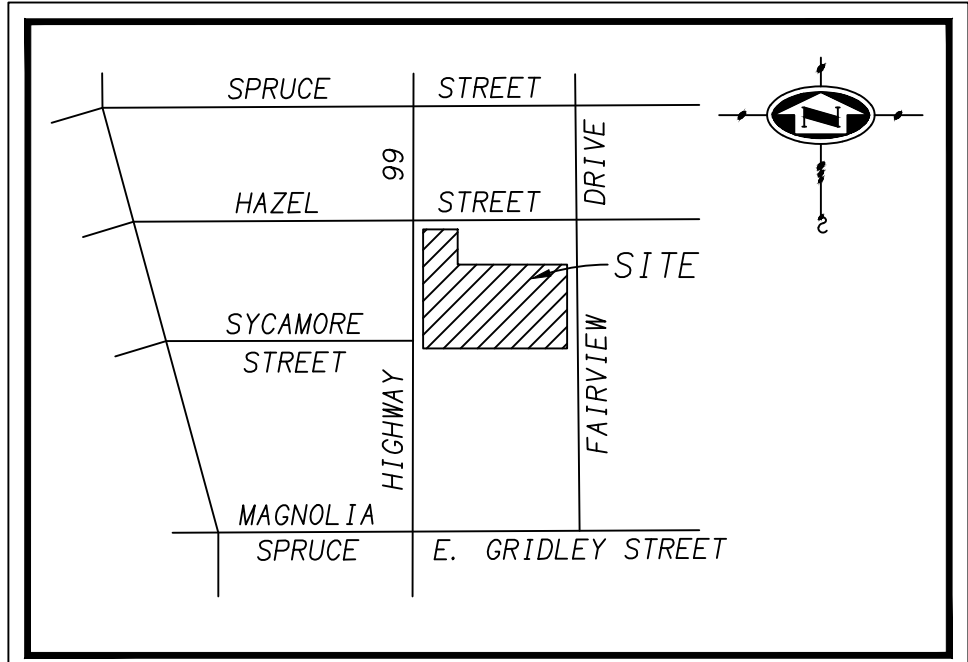 SPRUCE STREET
N
99
DRIVE
HAZEL STREET
SITE
SYCAMORE
STREET
FAIRVIEW
HIGHWAY
MAGNOLIA
SPRUCE E. GRIDLEY STREET